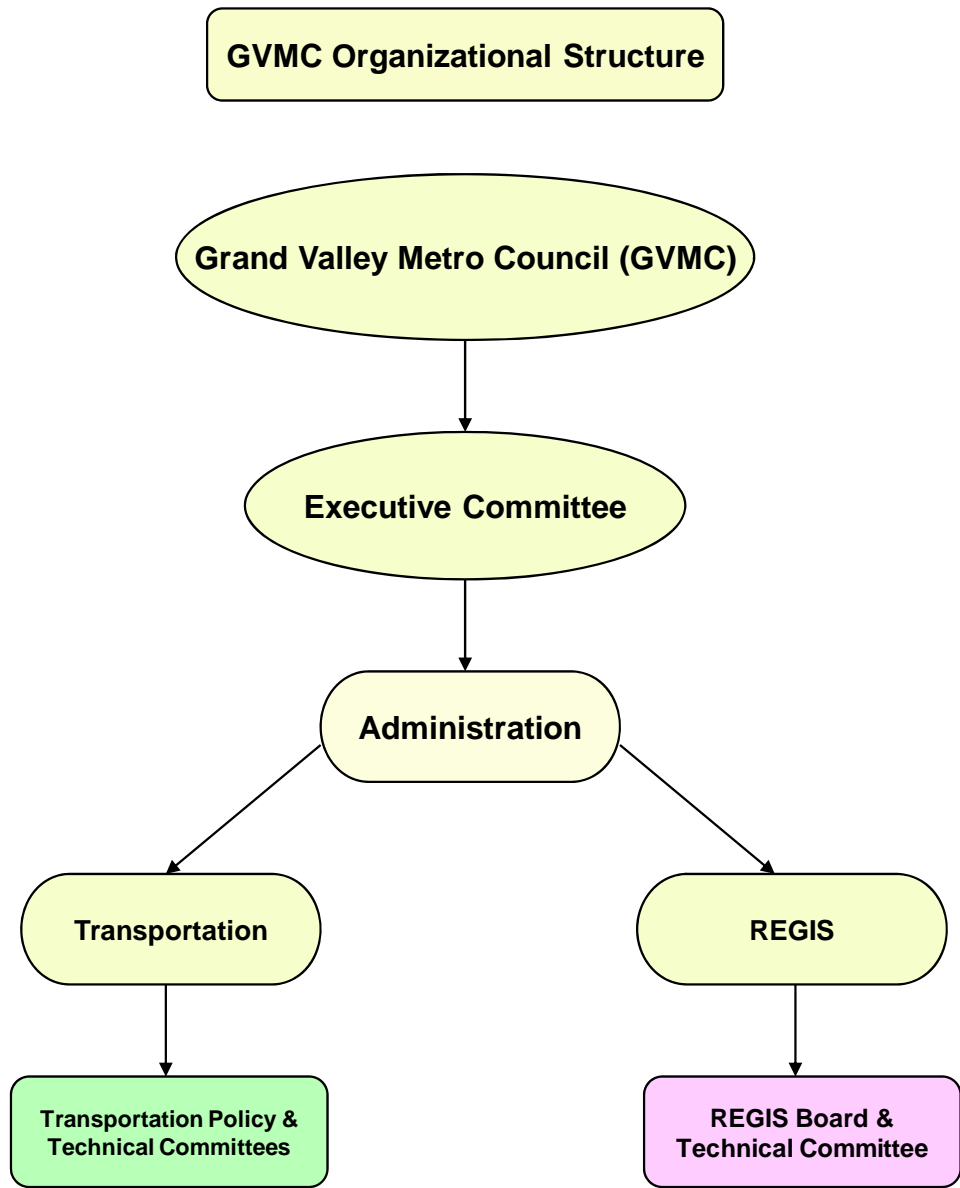 GVMC Organizational Structure
Grand Valley Metro Council (GVMC)
Executive Committee
Administration
Transportation
REGIS
Transportation Policy &
Technical Committees
REGIS Board &
Technical Committee